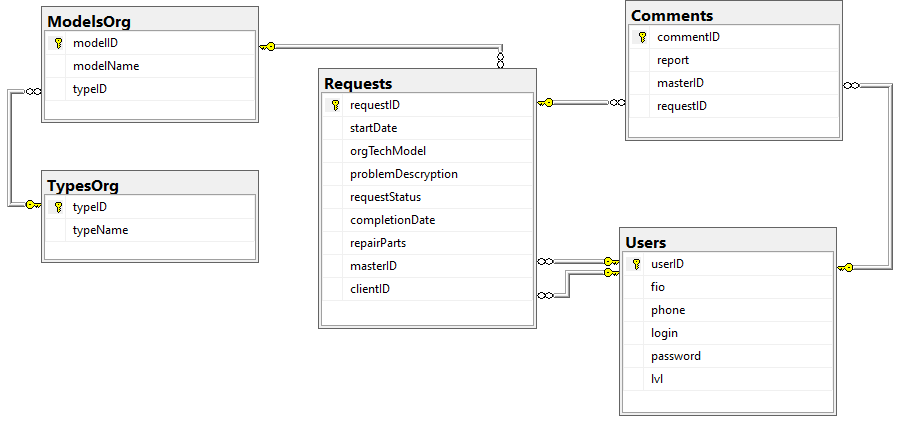 ModelsOrg
modelID
modelName
typeID
TypesOrg
typeID
typeName
Requests
requestID
startDate
orgTechModel
problemDescryption
requestStatus
completionDate
repairParts
masterID
clientID
Comments
commentID
report
masterID
requestID
Users
userID
fio
phone
login
password
lvl